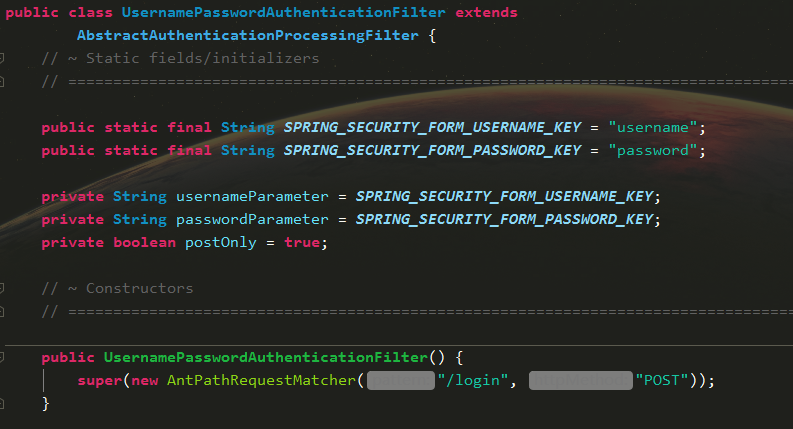 public class UsernamePasswordAuthenticationFilter extends
AbstractAuthenticationProcessingFilter {
// ~ Static fields/initializers
// =====================================================================================
public static final String SPRING_SECURITY_FORM_USERNAME_KEY = "username";
public static final String SPRING_SECURITY_FORM_PASSWORD_KEY = "password";
private String usernameParameter = SPRING_SECURITY_FORM_USERNAME_KEY;
private String passwordParameter = SPRING_SECURITY_FORM_PASSWORD_KEY;
private boolean postOnly = true;
// ~ Constructors
// =====================================================================================
public UsernamePasswordAuthenticationFilter() {
super(new AntPathRequestMatcher( "/login", "POST"));
}